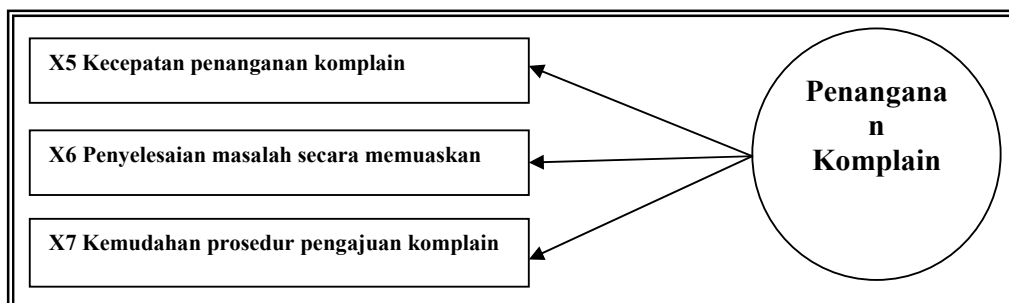 X5 Kecepatan penanganan komplain
X6 Penyelesaian masalah secara memuaskan
X7 Kemudahan prosedur pengajuan komplain
Penangana
n
Komplain